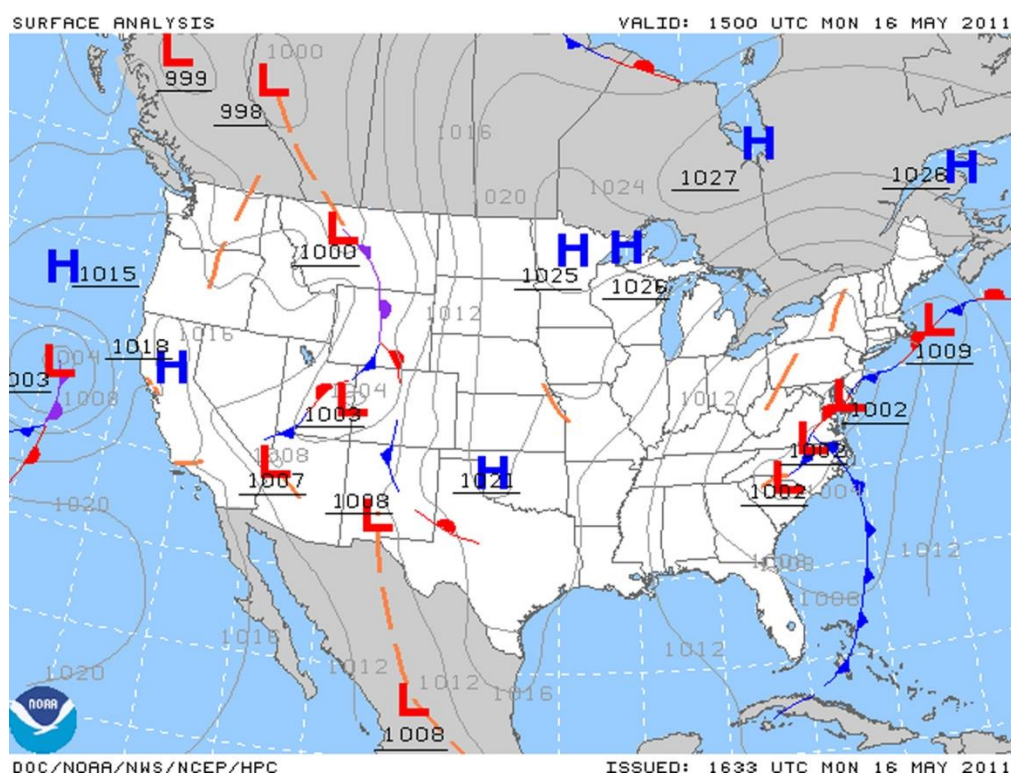 SURFACE ANALYSIS VALID: 1500 UTC MON 16 MAY 2011
L 1000
L
999
998
1016
H
1027
H
1024
1028
1020
L
1000
H
1015
H H
1025
1026
1012
1016
1018
H
L
1004
003
1008
L
1009
L
1003
1012
L
1002
L
1002
L
1007
H
1021
L
1002
1004
L
1008
1020
1012
1008
1008
1012
1016
1020
1012
1012
1016
L
1008
NOAA
DOC/NOAA/NWS/NCEP/HPC ISSUED: 1633 UTC MON 16 MAY 2011